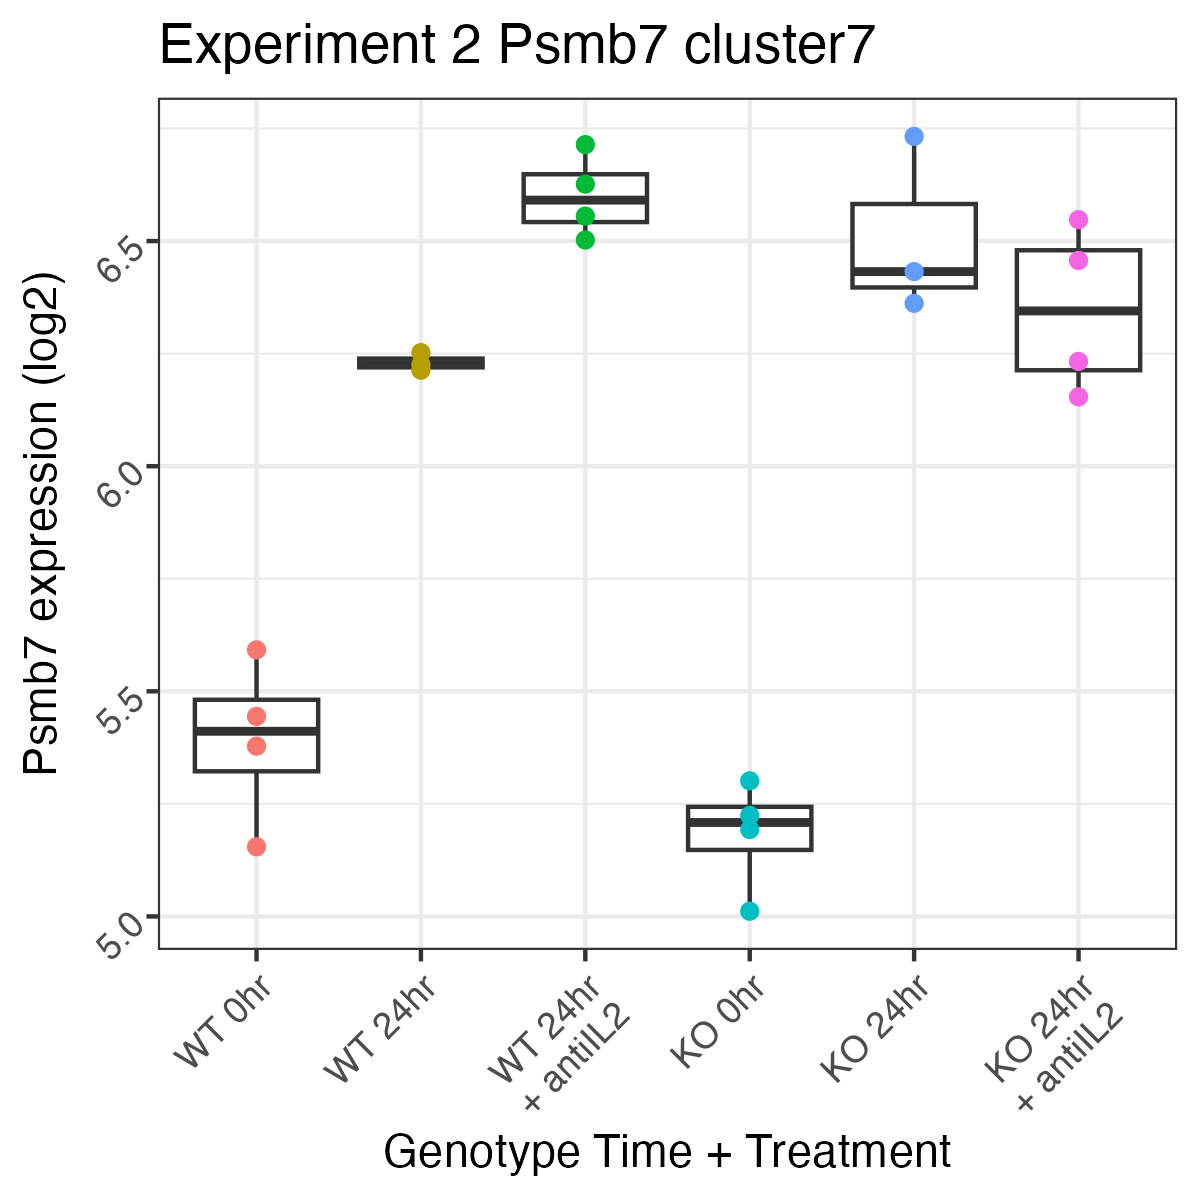 Experiment 2 Psmb7 cluster7
Psmb7 expression (log2)
6.5
6.0
5.5
5.0
WT 0hr
WT 24hr
WT 24hr
+ antiIL2
KO 0hr
KO 24hr
KO 24hr
+ antiIL2
Genotype Time + Treatment